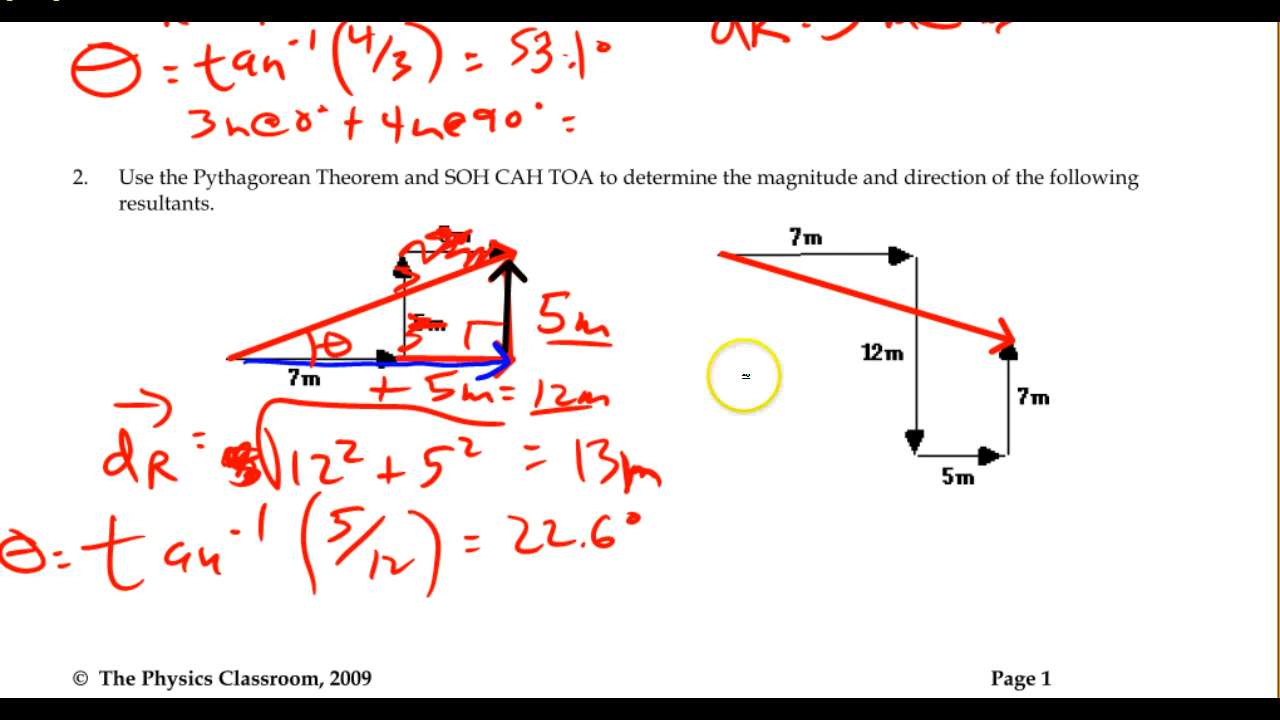 θ = tan⁻¹ (4/3) = 53.1°
dR
3m@0° + 4m@90° =
2. Use the Pythagorean Theorem and SOH CAH TOA to determine the magnitude and direction of the following
resultants.
7m
5m
θ
7m
+ 5m = 12m
12m
7m
5m
dR = √12² + 5² = 13m
θ = tan⁻¹ (5/12) = 22.6°
© The Physics Classroom, 2009 Page 1